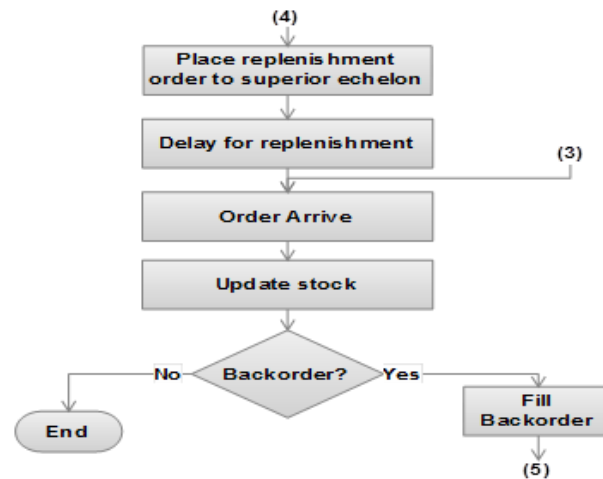 (4)
Place replenishment
order to superior echelon
Delay for replenishment
(3)
Order Arrive
Update stock
No
Backorder?
Yes
End
Fill
Backorder
(5)